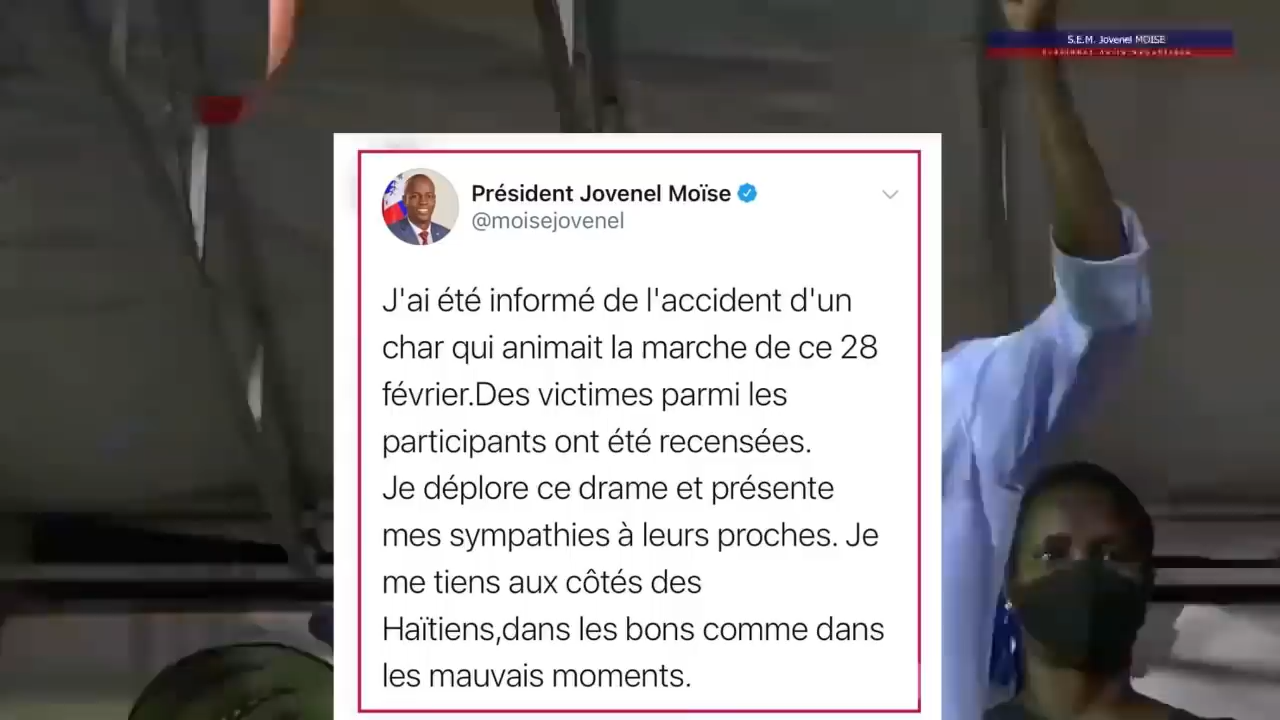 S.E.M. Jovenel MOISE
Président Jovenel Moïse
@moisejovenel
J'ai été informé de l'accident d'un
char qui animait la marche de ce 28
février.Des victimes parmi les
participants ont été recensées.
Je déplore ce drame et présente
mes sympathies à leurs proches. Je
me tiens aux côtés des
Haïtiens,dans les bons comme dans
les mauvais moments.